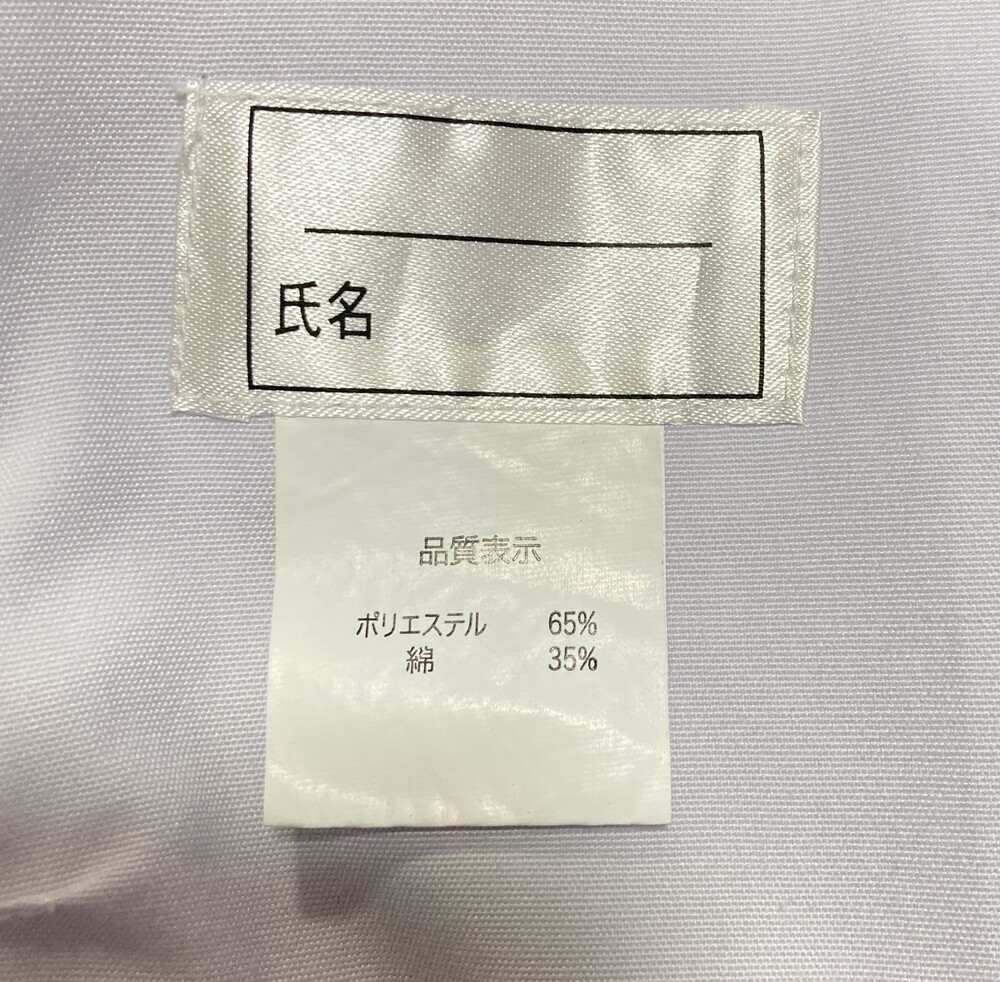 氏名
品質表示
ポリエステル 65%
綿 35%